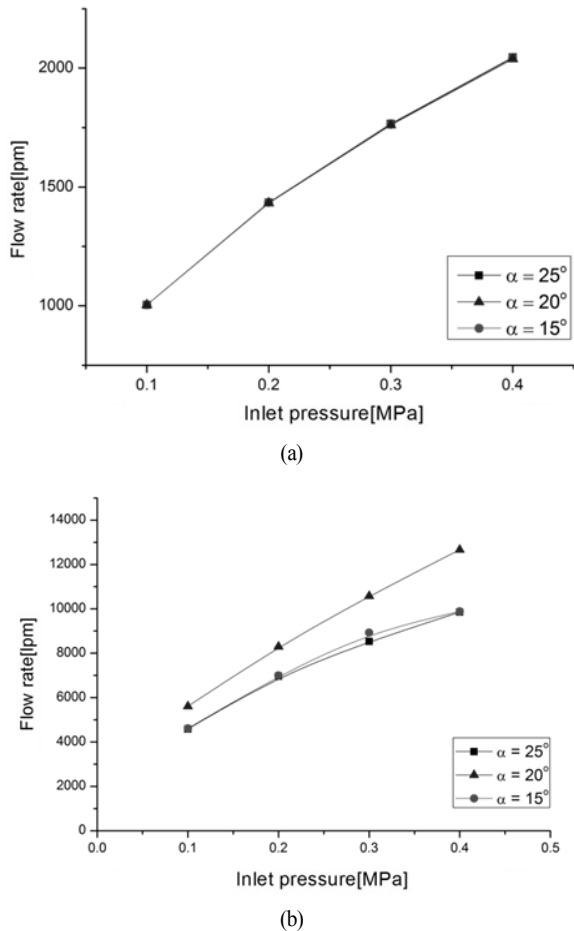 2000
1500
1000
Flow rate[lpm]
α = 25°
α = 20°
α = 15°
0.1 0.2 0.3 0.4
Inlet pressure[MPa]
(a)
14000
12000
10000
8000
6000
4000
2000
0
Flow rate[lpm]
α = 25°
α = 20°
α = 15°
0.0 0.1 0.2 0.3 0.4 0.5
Inlet pressure[MPa]
(b)